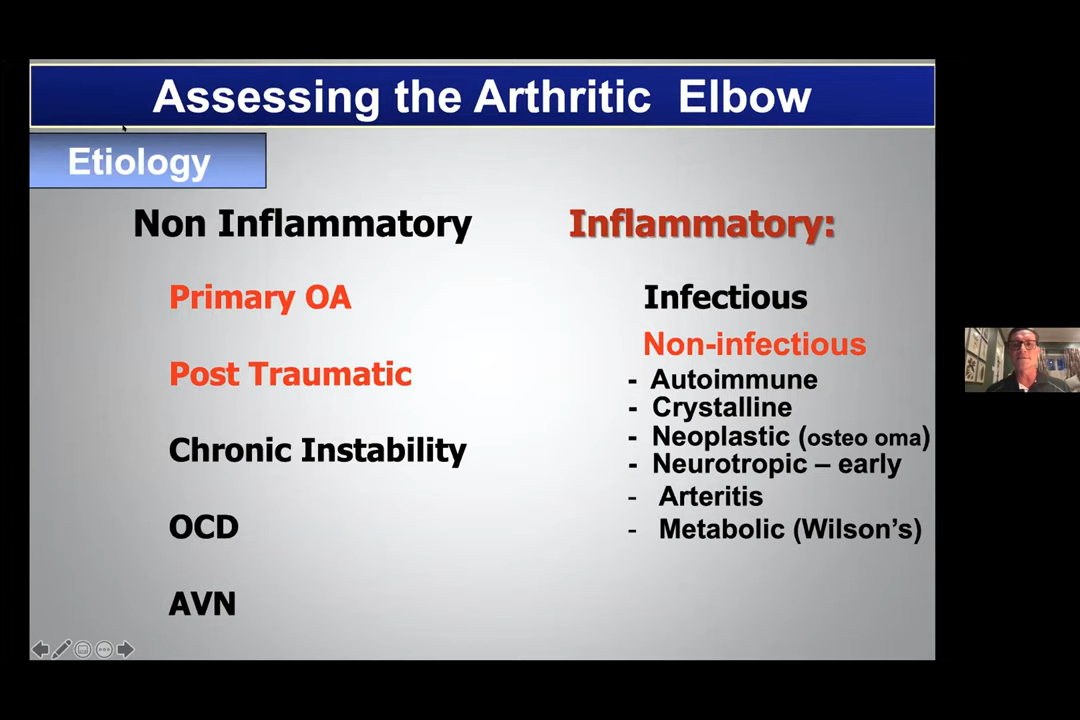 Assessing the Arthritic Elbow
Etiology
Non Inflammatory
Primary OA
Post Traumatic
Chronic Instability
OCD
AVN
Inflammatory:
Infectious
Non-infectious
- Autoimmune
- Crystalline
- Neoplastic (osteo oma)
- Neurotropic – early
- Arteritis
- Metabolic (Wilson’s)